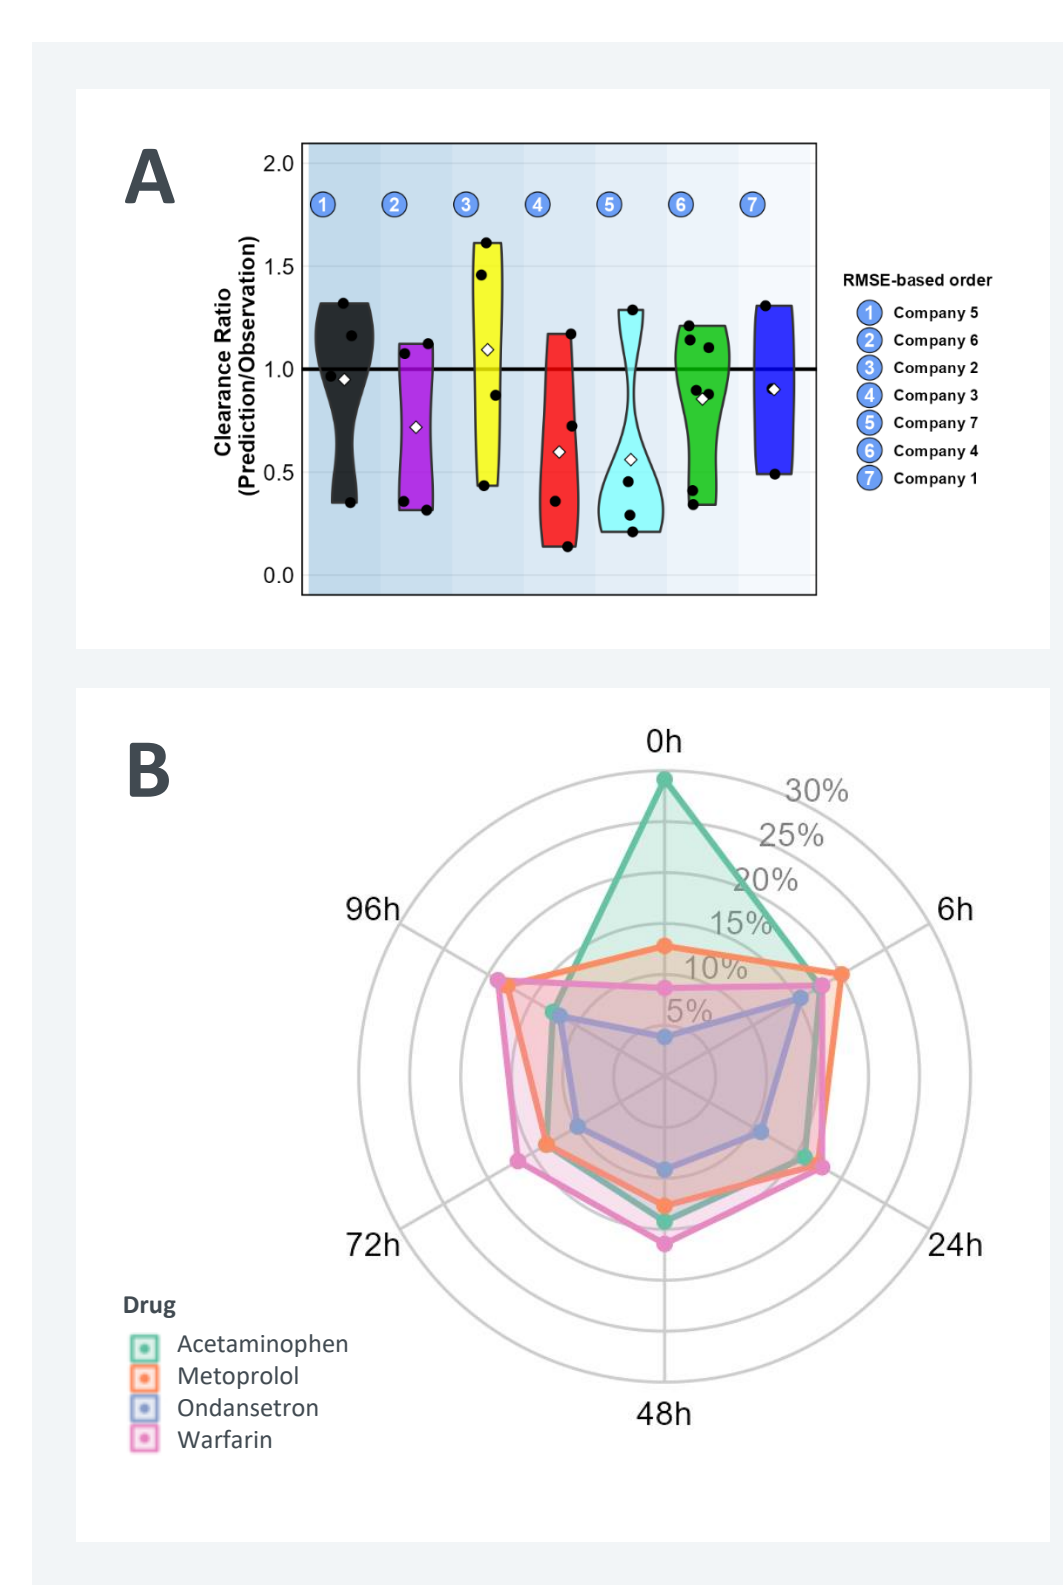 A
Clearance Ratio
(Prediction/Observation)
2.0
1.5
1.0
0.5
0.0
1 2 3 4 5 6 7
RMSE-based order
1 Company 5
2 Company 6
3 Company 2
4 Company 3
5 Company 7
6 Company 4
7 Company 1
B
0h
30%
25%
20%
15%
10%
5%
96h
6h
72h
24h
48h
Drug
Acetaminophen
Metoprolol
Ondansetron
Warfarin